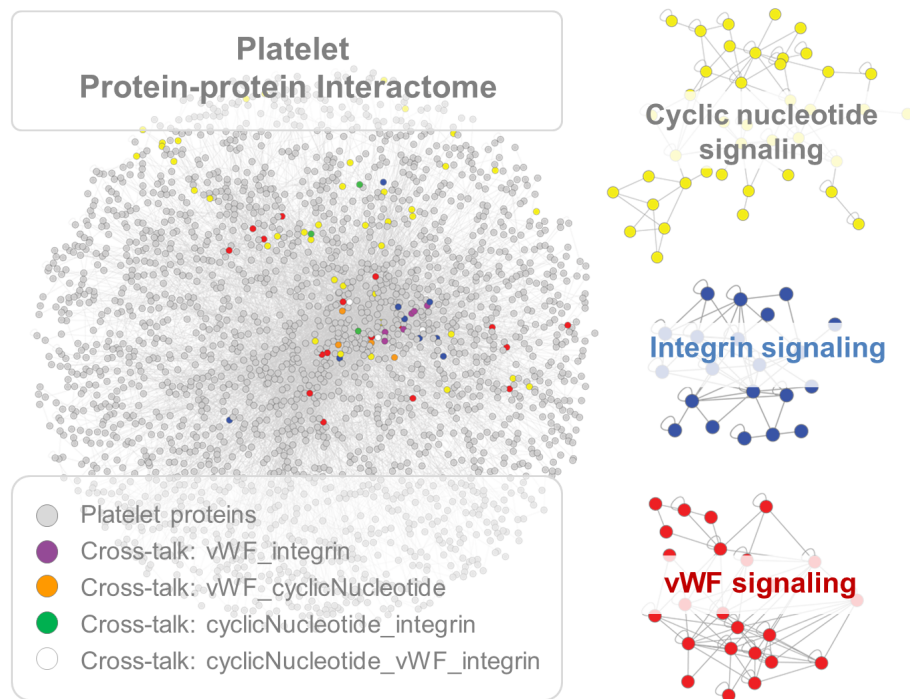 Platelet
Protein-protein Interactome
Cyclic nucleotide
signaling
Integrin signaling
vWF signaling
Platelet proteins
Cross-talk: vWF_integrin
Cross-talk: vWF_cyclicNucleotide
Cross-talk: cyclicNucleotide_integrin
Cross-talk: cyclicNucleotide_vWF_integrin